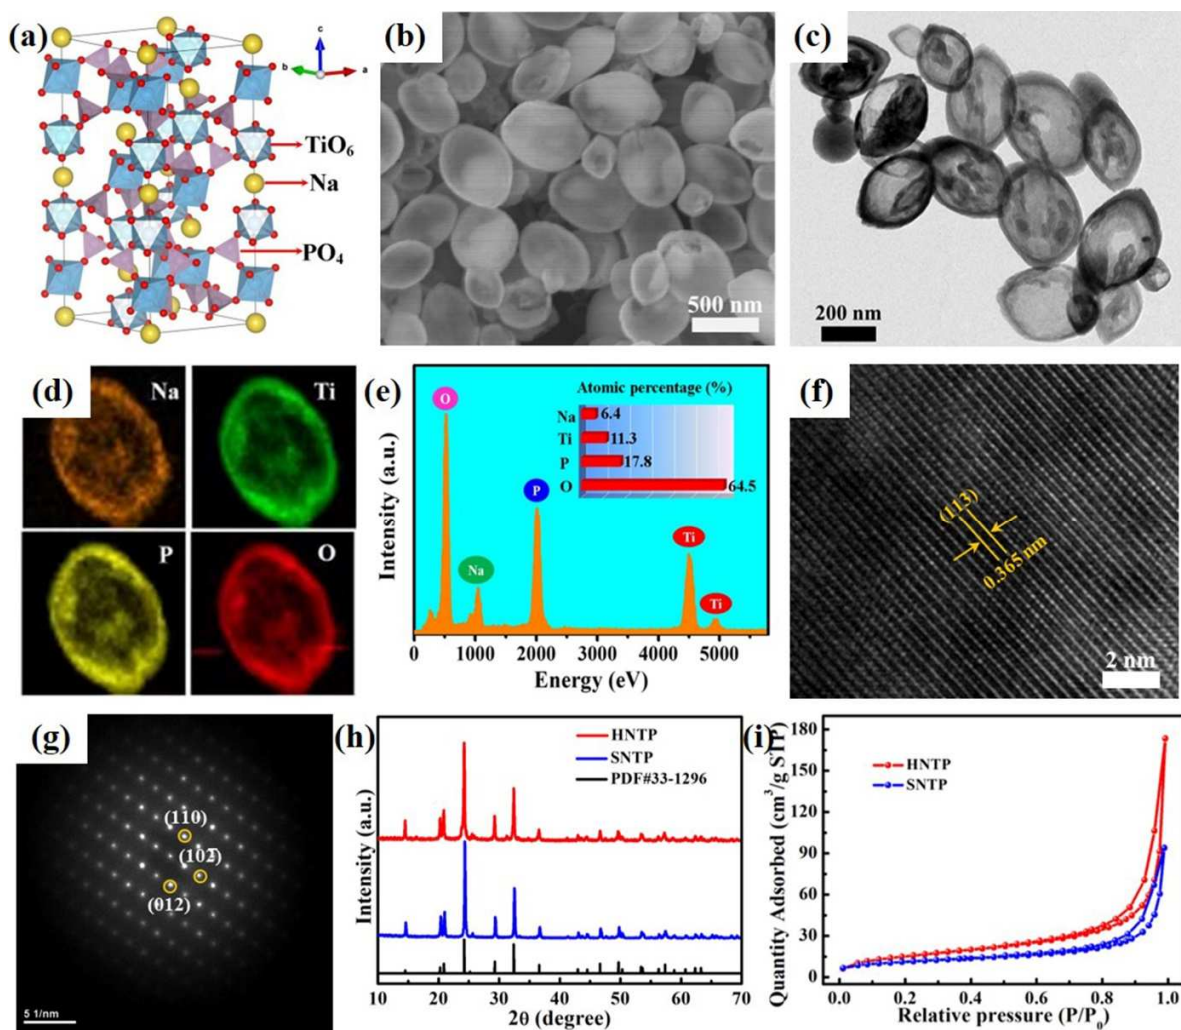 (a)
c
b
a
TiO6
Na
PO4
(b)
500 nm
(c)
200 nm
(d)
Na
Ti
P
O
(e)
Intensity (a.u.)
O
Na
P
Ti
Ti
Atomic percentage (%)
Na 6.4
Ti 11.3
P 17.8
O 64.5
0 1000 2000 3000 4000 5000
Energy (eV)
(f)
(113)
0.365 nm
2 nm
(g)
(110)
(102̄)
(012)
5 1/nm
(h)
Intensity (a.u.)
HNTP
SNTP
PDF#33-1296
10 20 30 40 50 60 70
2θ (degree)
(i)
Quantity Adsorbed (cm³/g STP)
180
150
120
90
60
30
0
HNTP
SNTP
0.0 0.2 0.4 0.6 0.8 1.0
Relative pressure (P/P0)